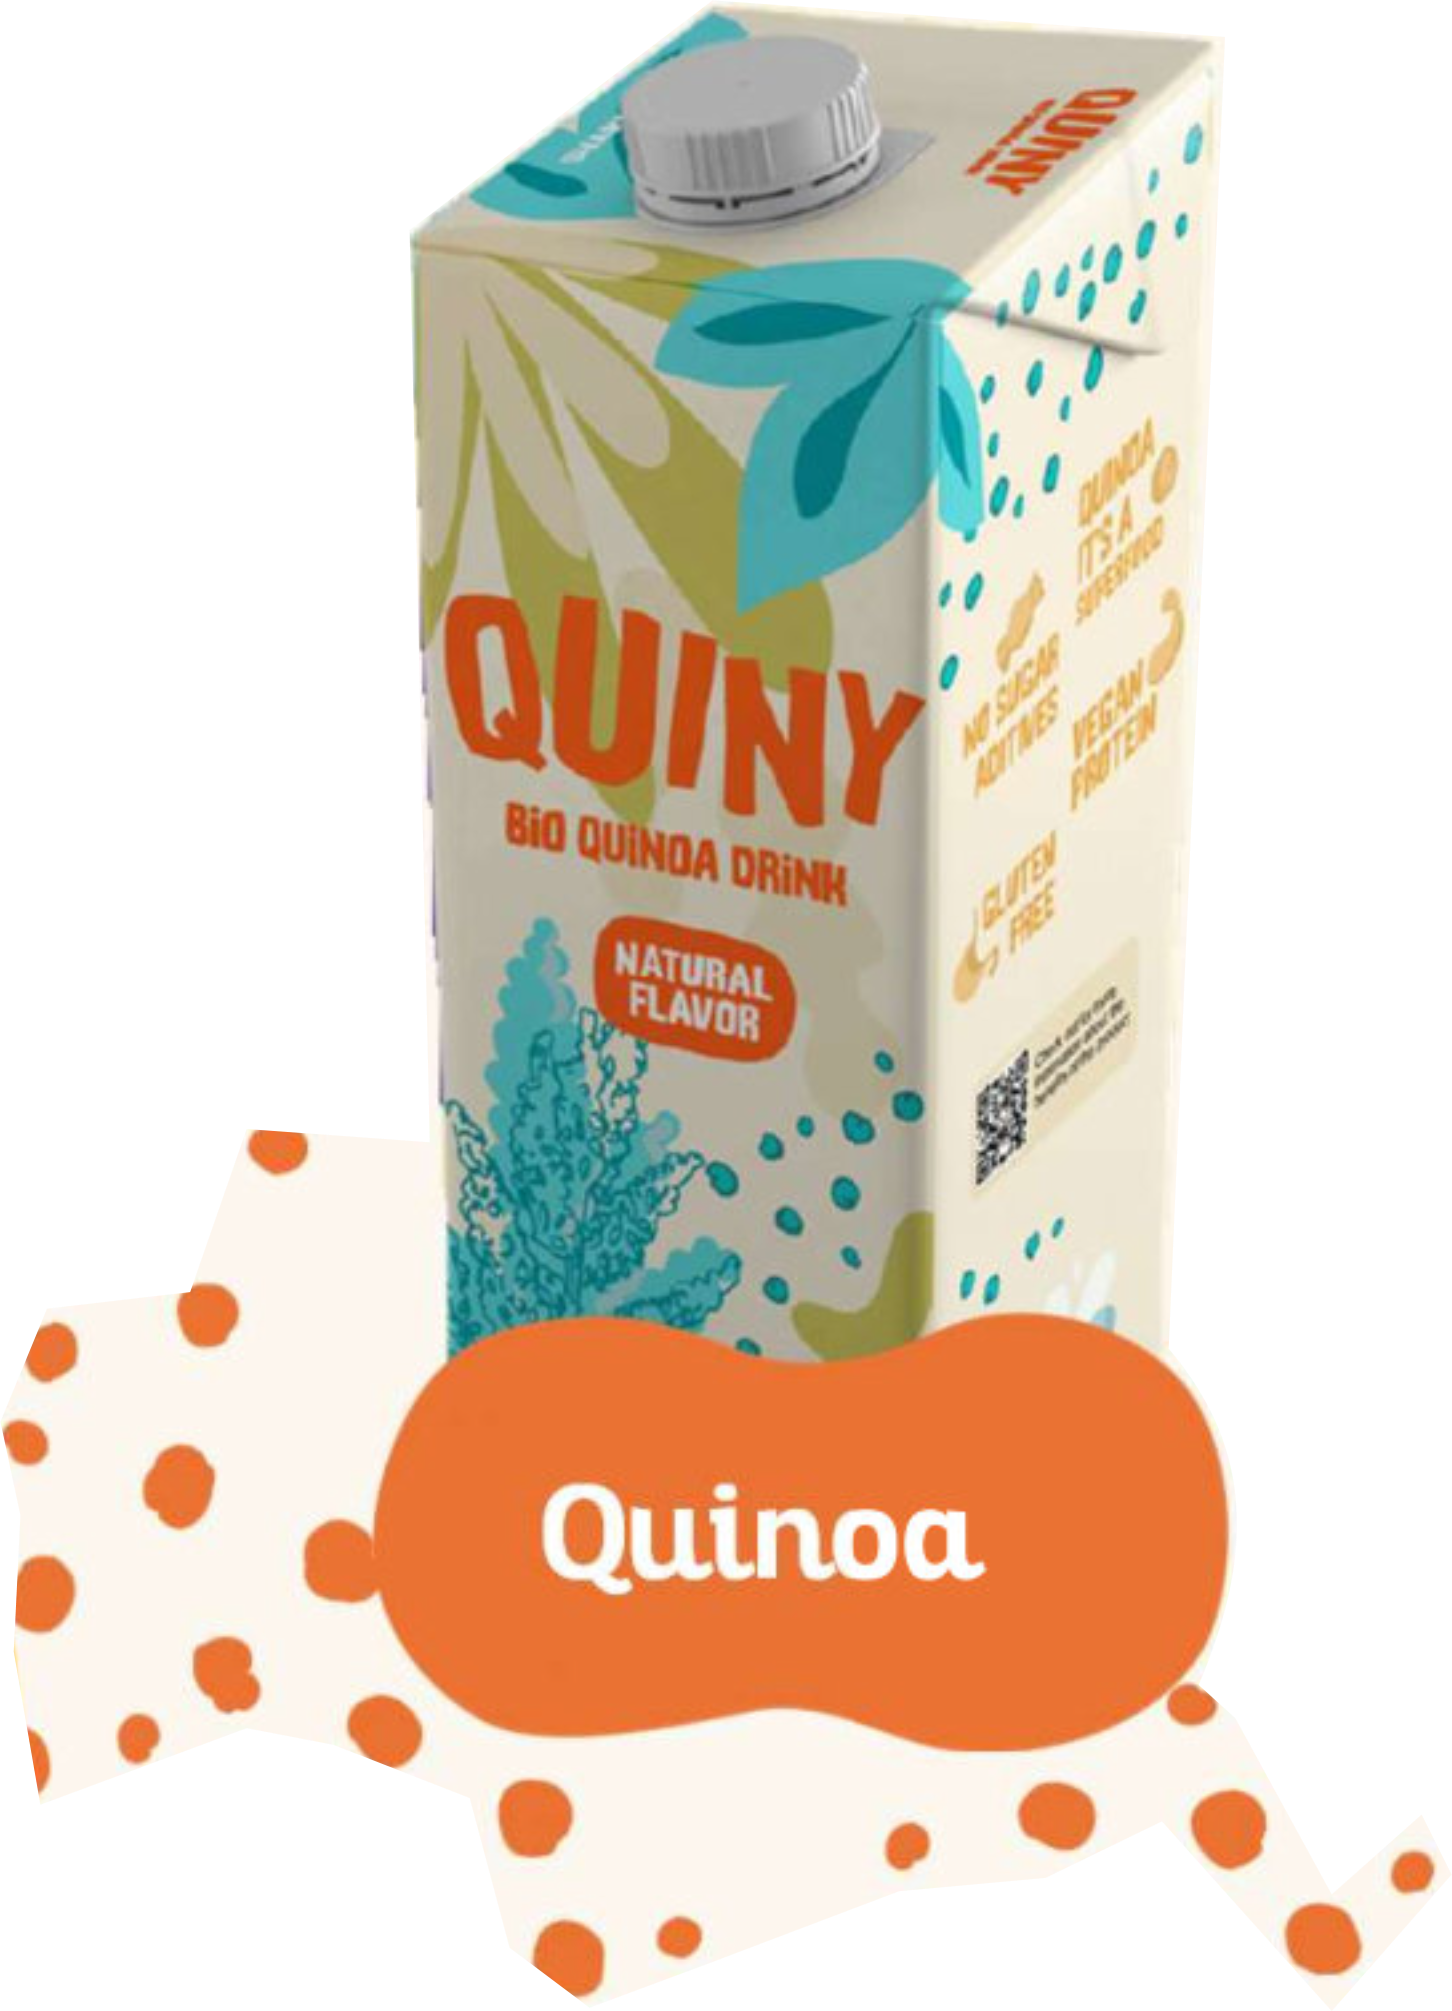 QUINY
QUINY
BiO QUiNOA DRiNK
NATURAL
FLAVOR
QUINOA
IT'S A
SUPERFOOD
NO SUGAR
ADITIVES
VEGAN
PROTEIN
GLUTEN
FREE
Quinoa